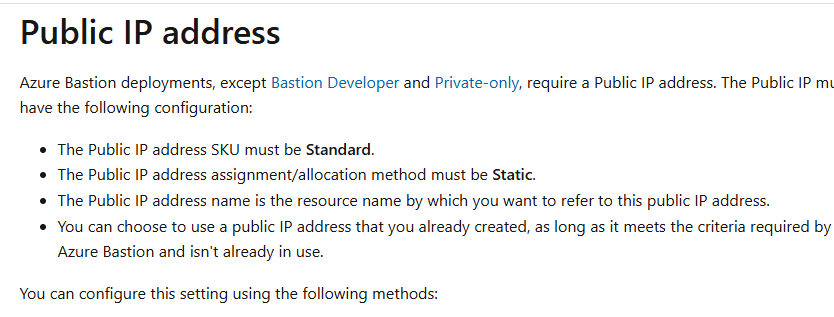 Public IP address
Azure Bastion deployments, except Bastion Developer and Private-only, require a Public IP address. The Public IP
have the following configuration:
The Public IP address SKU must be Standard.
The Public IP address assignment/allocation method must be Static.
The Public IP address name is the resource name by which you want to refer to this public IP address.
You can choose to use a public IP address that you already created, as long as it meets the criteria required by
Azure Bastion and isn't already in use.
You can configure this setting using the following methods: